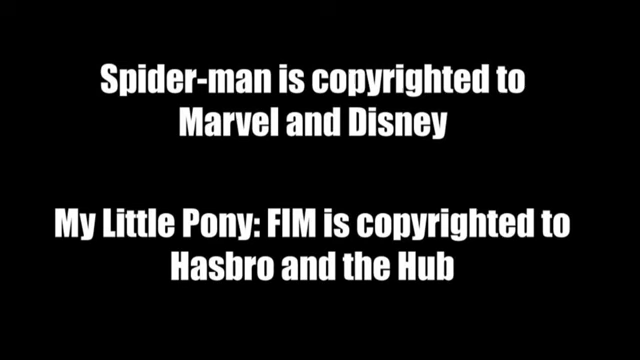 Spider-man is copyrighted to
Marvel and Disney
My Little Pony: FIM is copyrighted to
Hasbro and the Hub